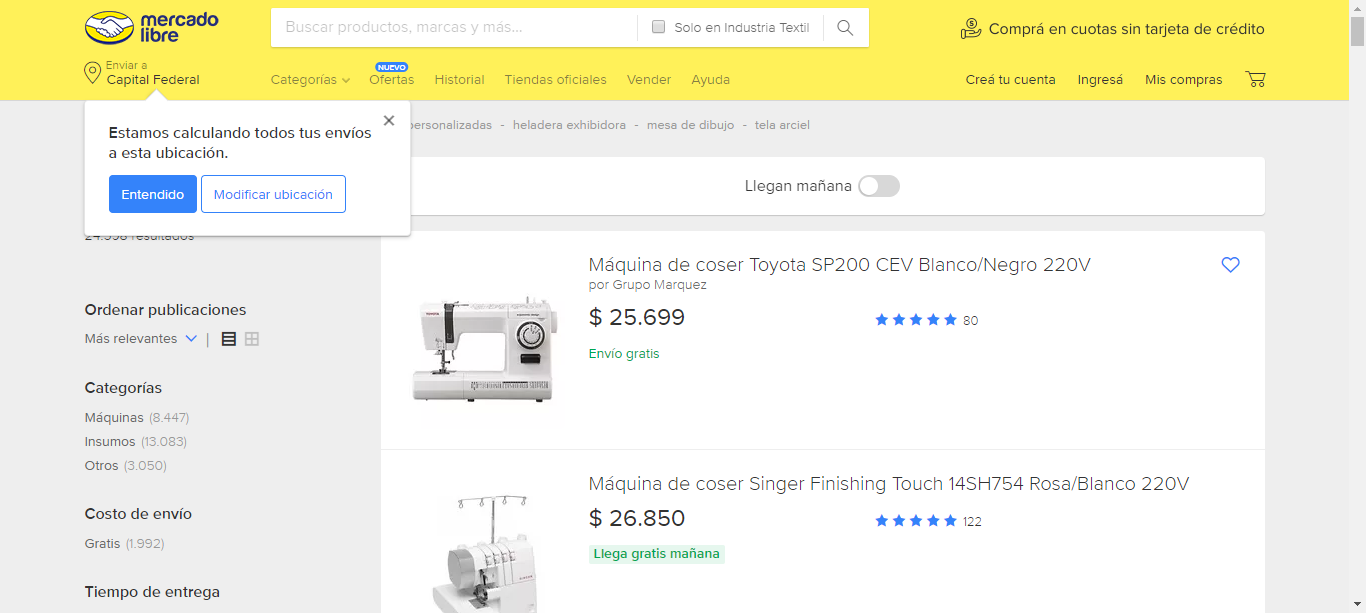 mercado
libre
Buscar productos, marcas y más...
Solo en Industria Textil
Comprá en cuotas sin tarjeta de crédito
Enviar a
Capital Federal
Categorías
NUEVO
Ofertas
Historial
Tiendas oficiales
Vender
Ayuda
Creá tu cuenta
Ingresá
Mis compras
Estamos calculando todos tus envíos
a esta ubicación.
Entendido
Modificar ubicación
personalizadas - heladera exhibidora - mesa de dibujo - tela arciel
Llegan mañana
24.998 resultados
Ordenar publicaciones
Más relevantes
Categorías
Máquinas (8.447)
Insumos (13.083)
Otros (3.050)
Costo de envío
Gratis (1.992)
Tiempo de entrega
Máquina de coser Toyota SP200 CEV Blanco/Negro 220V
por Grupo Marquez
$ 25.699
80
Envío gratis
Máquina de coser Singer Finishing Touch 14SH754 Rosa/Blanco 220V
$ 26.850
122
Llega gratis mañana